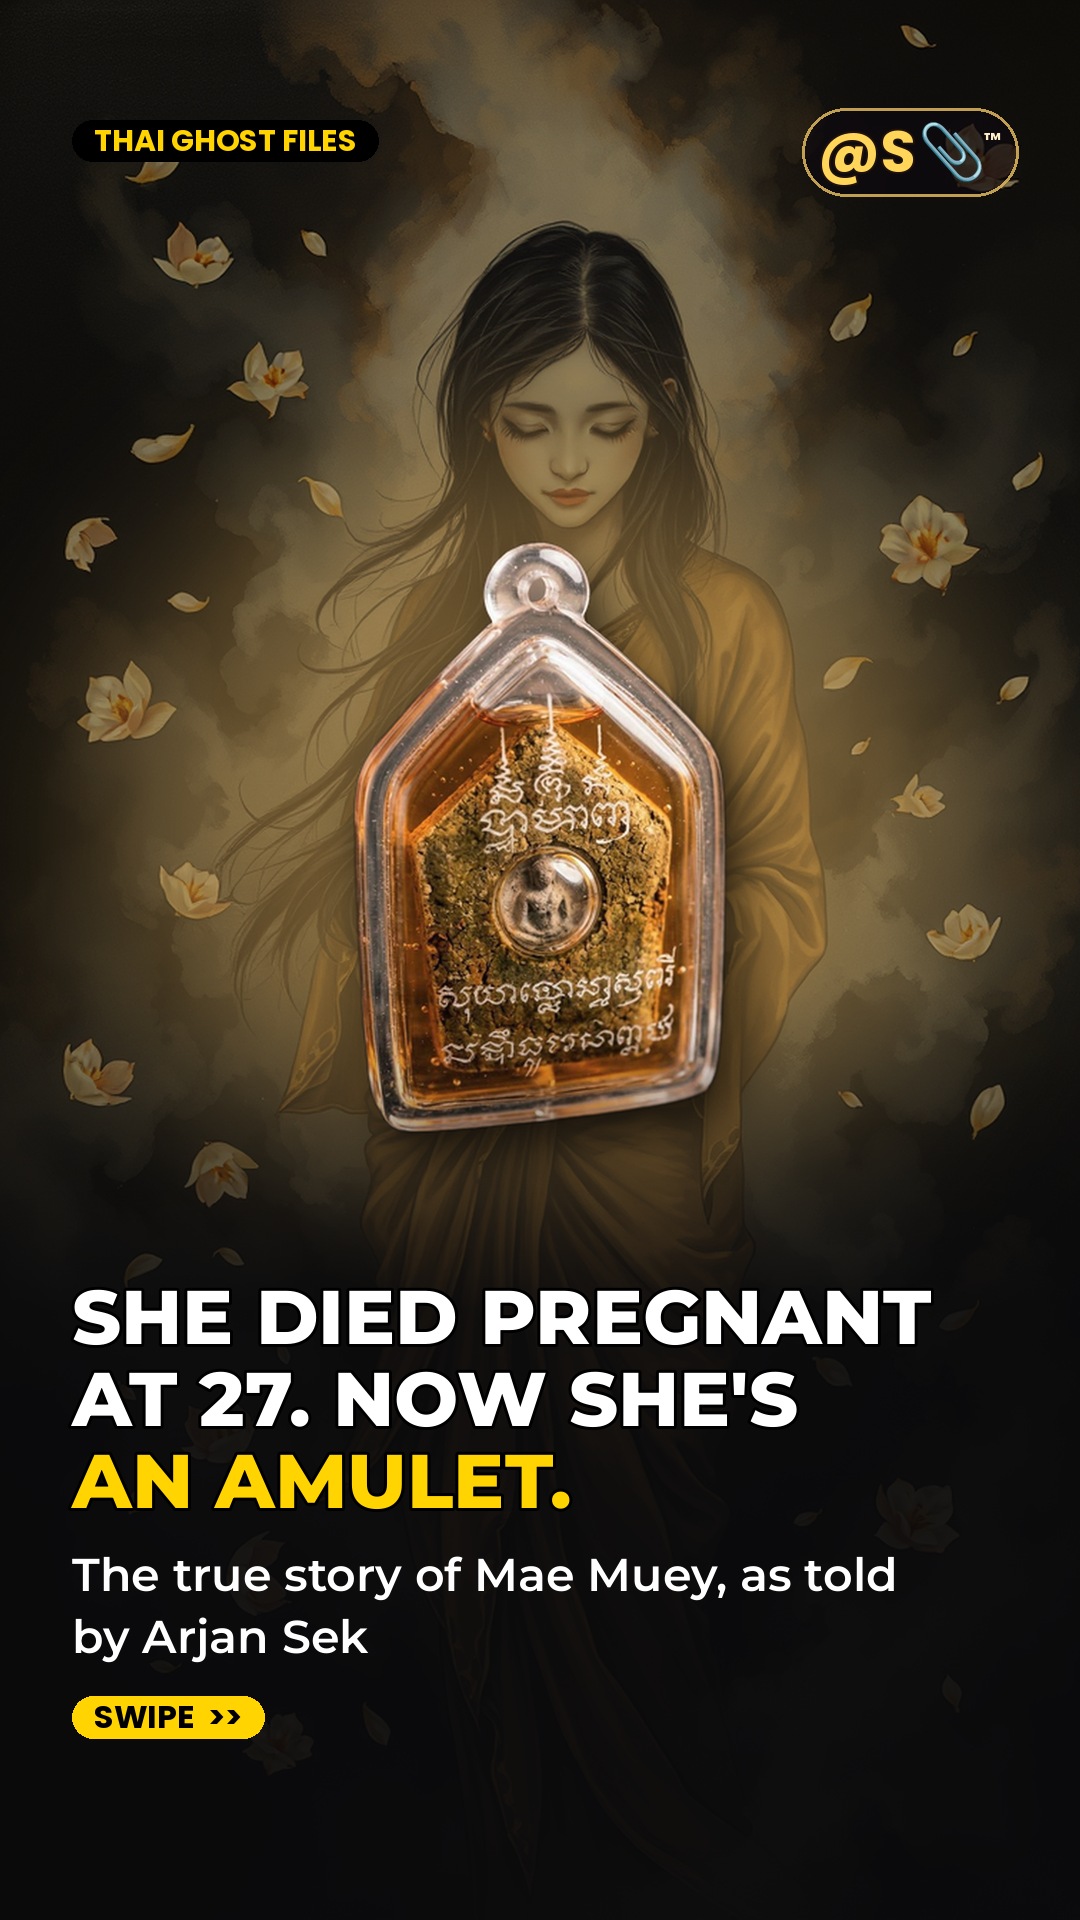 THAI GHOST FILES
@S📎™
SHE DIED PREGNANT
AT 27. NOW SHE'S
AN AMULET.
The true story of Mae Muey, as told
by Arjan Sek
SWIPE >>